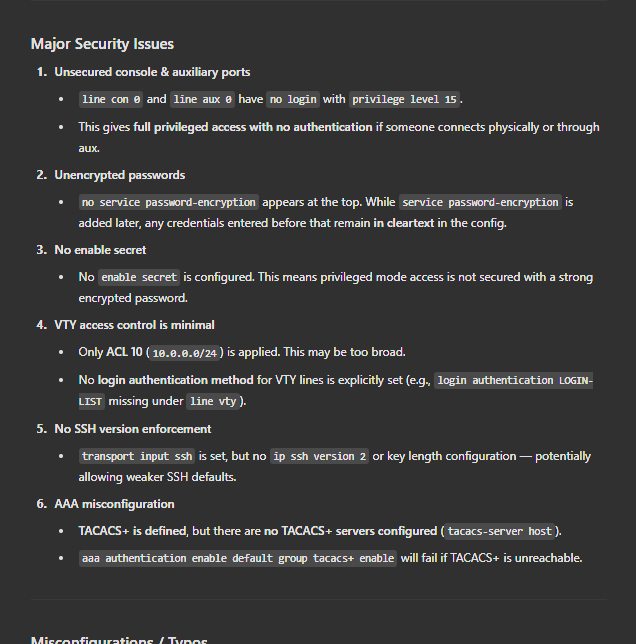 Major Security Issues
1. Unsecured console & auxiliary ports
• line con 0 and line aux 0 have no login with privilege level 15.
• This gives full privileged access with no authentication if someone connects physically or through
aux.
2. Unencrypted passwords
• no service password-encryption appears at the top. While service password-encryption is
added later, any credentials entered before that remain in cleartext in the config.
3. No enable secret
• No enable secret is configured. This means privileged mode access is not secured with a strong
encrypted password.
4. VTY access control is minimal
• Only ACL 10 (10.0.0.0/24) is applied. This may be too broad.
• No login authentication method for VTY lines is explicitly set (e.g., login authentication LOGIN-
LIST missing under line vty).
5. No SSH version enforcement
• transport input ssh is set, but no ip ssh version 2 or key length configuration — potentially
allowing weaker SSH defaults.
6. AAA misconfiguration
• TACACS+ is defined, but there are no TACACS+ servers configured (tacacs-server host).
• aaa authentication enable default group tacacs+ enable will fail if TACACS+ is unreachable.
Misconfigurations / Typos